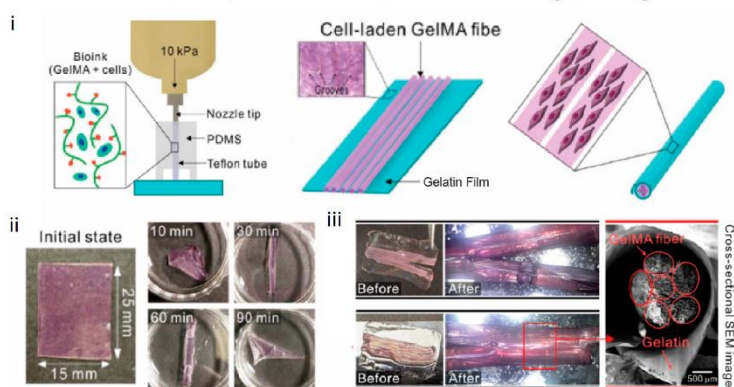 i
Bioink
(GelMA + cells)
10 kPa
Nozzle tip
PDMS
Teflon tube
Cell-laden GelMA fibe
Grooves
Gelatin Film
ii
Initial state
25 mm
15 mm
10 min
30 min
60 min
90 min
iii
Before
After
Before
After
GelMA fiber
Gelatin
500 μm
Cross-sectional SEM image